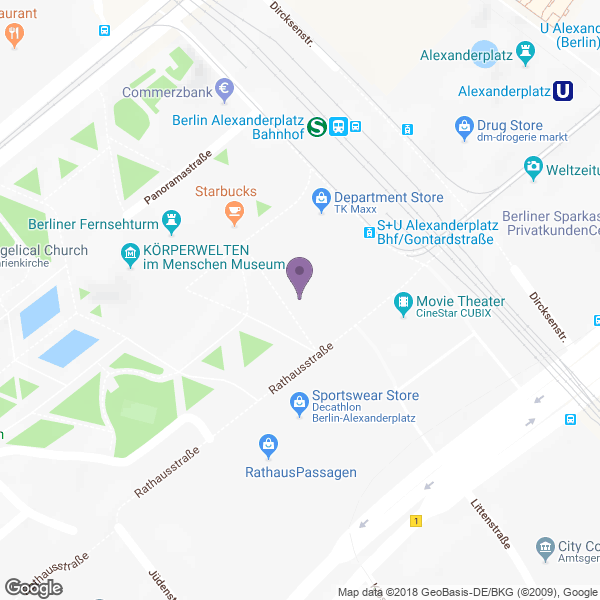 Dircksenstr.
U Alexander
(Berlin)
Alexanderplatz
Commerzbank
Alexanderplatz
U
Berlin Alexanderplatz
Bahnhof
S
Drug Store
dm-drogerie markt
Panoramastraße
Weltzeitu
Starbucks
Department Store
TK Maxx
Berliner Fernsehturm
S+U Alexanderplatz
Bhf/Gontardstraße
Berliner Sparkas
PrivatkundenCe
KÖRPERWELTEN
im Menschen Museum
gelical Church
arienkirche
Dircksenstr.
Movie Theater
CineStar CUBIX
Rathausstraße
Sportswear Store
Decathlon
Berlin-Alexanderplatz
RathausPassagen
Rathausstraße
Littenstraße
1
City Co
Amtsger
Rathausstraße
Jüdenst
Google
Map data ©2018 GeoBasis-DE/BKG (©2009), Google